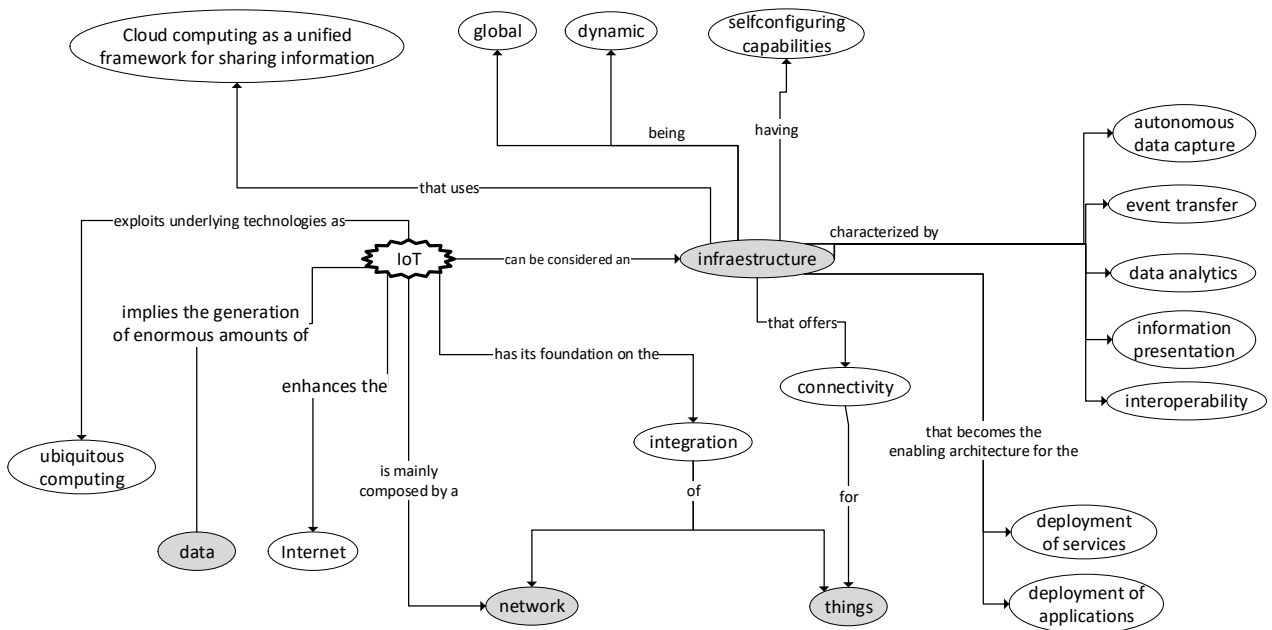 Cloud computing as a unified
framework for sharing information
global
dynamic
selfconfiguring
capabilities
being
having
autonomous
data capture
that uses
event transfer
exploits underlying technologies as
characterized by
IoT
can be considered an
infraestructure
data analytics
implies the generation
of enormous amounts of
that offers
information
presentation
has its foundation on the
enhances the
connectivity
interoperability
ubiquitous
computing
integration
that becomes the
enabling architecture for the
is mainly
composed by a
of
for
data
Internet
deployment
of services
network
things
deployment of
applications